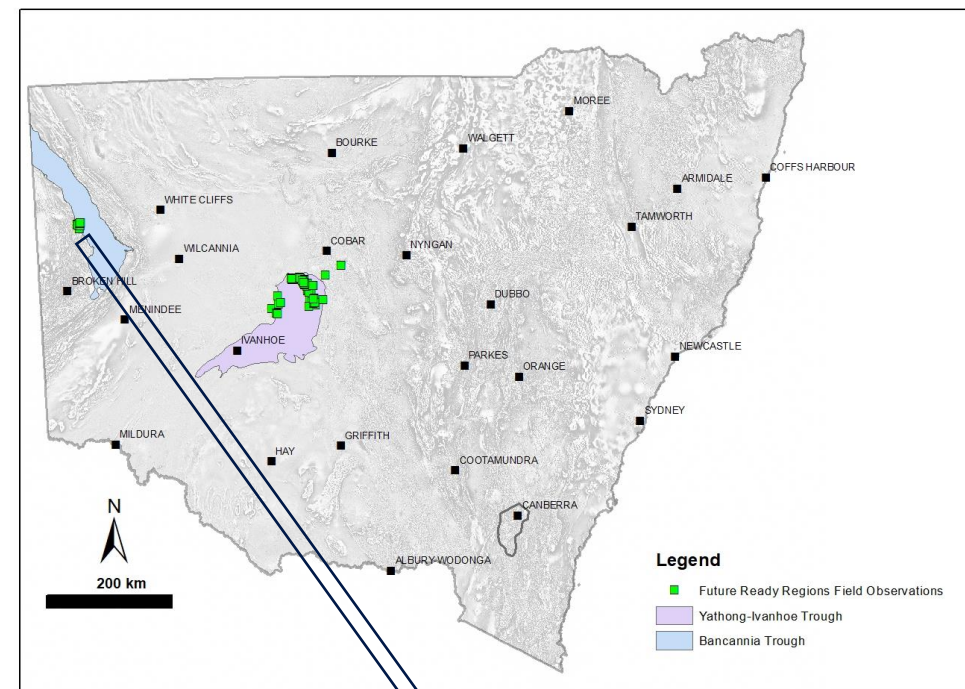 MOREE
BOURKE
WALGETT
COFFS HARBOUR
ARMIDALE
WHITE CLIFFS
TAMWORTH
COBAR
NYNGAN
WILCANNIA
BROKEN HILL
DUBBO
MENINDEE
IVANHOE
PARKES
NEWCASTLE
ORANGE
SYDNEY
MILDURA
GRIFFITH
HAY
COOTAMUNDRA
CANBERRA
N
ALBURY-WODONGA
200 km
Legend
Future Ready Regions Field Observations
Yathong-Ivanhoe Trough
Bancannia Trough